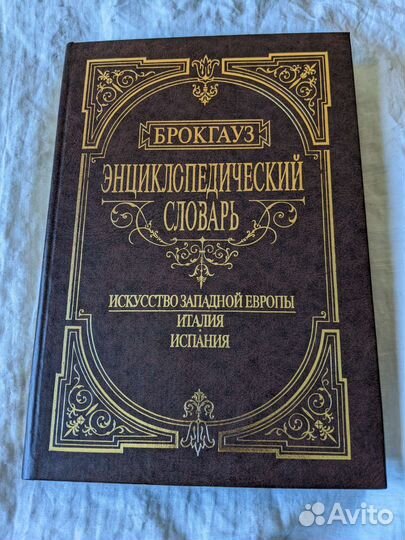 БРОКГАУЗ
ЭНЦИКЛОПЕДИЧЕСКИЙ
СЛОВАРЬ
ИСКУССТВО ЗАПАДНОЙ ЕВРОПЫ
ИТАЛИЯ
ИСПАНИЯ
Avito